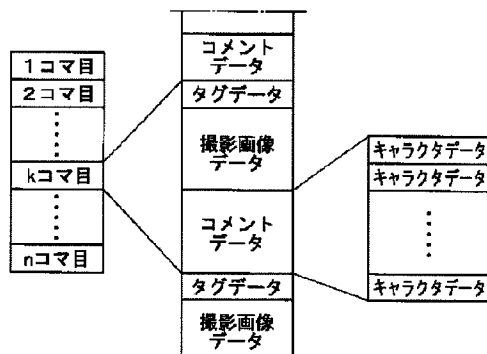 1コマ目
2コマ目
kコマ目
nコマ目
コメント
データ
タグデータ
撮影画像
データ
コメント
データ
タグデータ
撮影画像
データ
キャラクタデータ
キャラクタデータ
キャラクタデータ